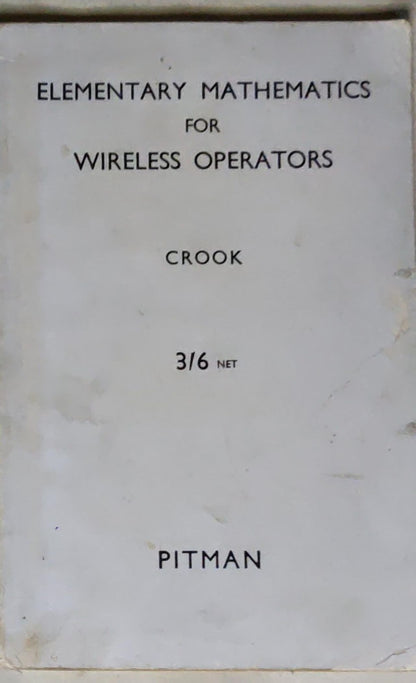 ELEMENTARY MATHEMATICS
FOR
WIRELESS OPERATORS
CROOK
3/6 NET
PITMAN